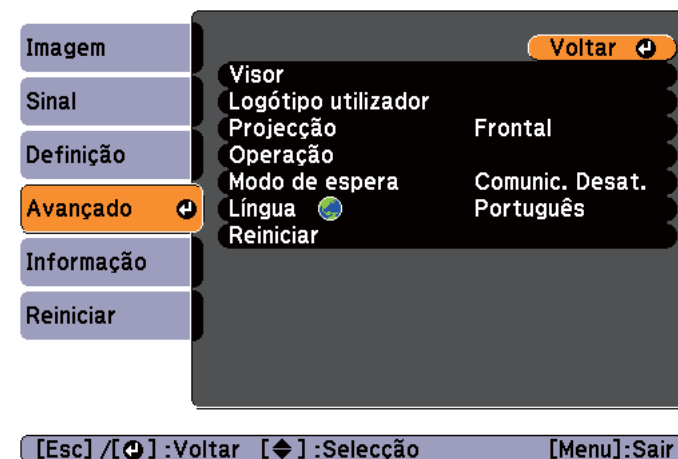 Imagem
Sinal
Definição
Avançado
Informação
Reiniciar
Voltar
Visor
Logótipo utilizador
Projecção Frontal
Operação
Modo de espera Comunic. Desat.
Língua Português
Reiniciar
[Esc] /[ ] :Voltar [ ] :Selecção [Menu]:Sair